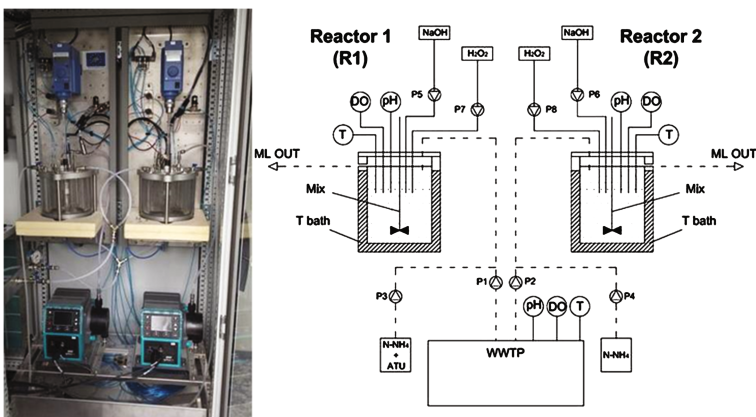 Reactor 1
(R1)
NaOH
H₂O₂
H₂O₂
NaOH
Reactor 2
(R2)
P5
P7
P8
P6
DO
pH
T
pH
DO
T
ML OUT
ML OUT
Mix
T bath
Mix
T bath
P3
P1
P2
P4
pH
DO
T
N-NH₄
+
ATU
WWTP
N-NH₄